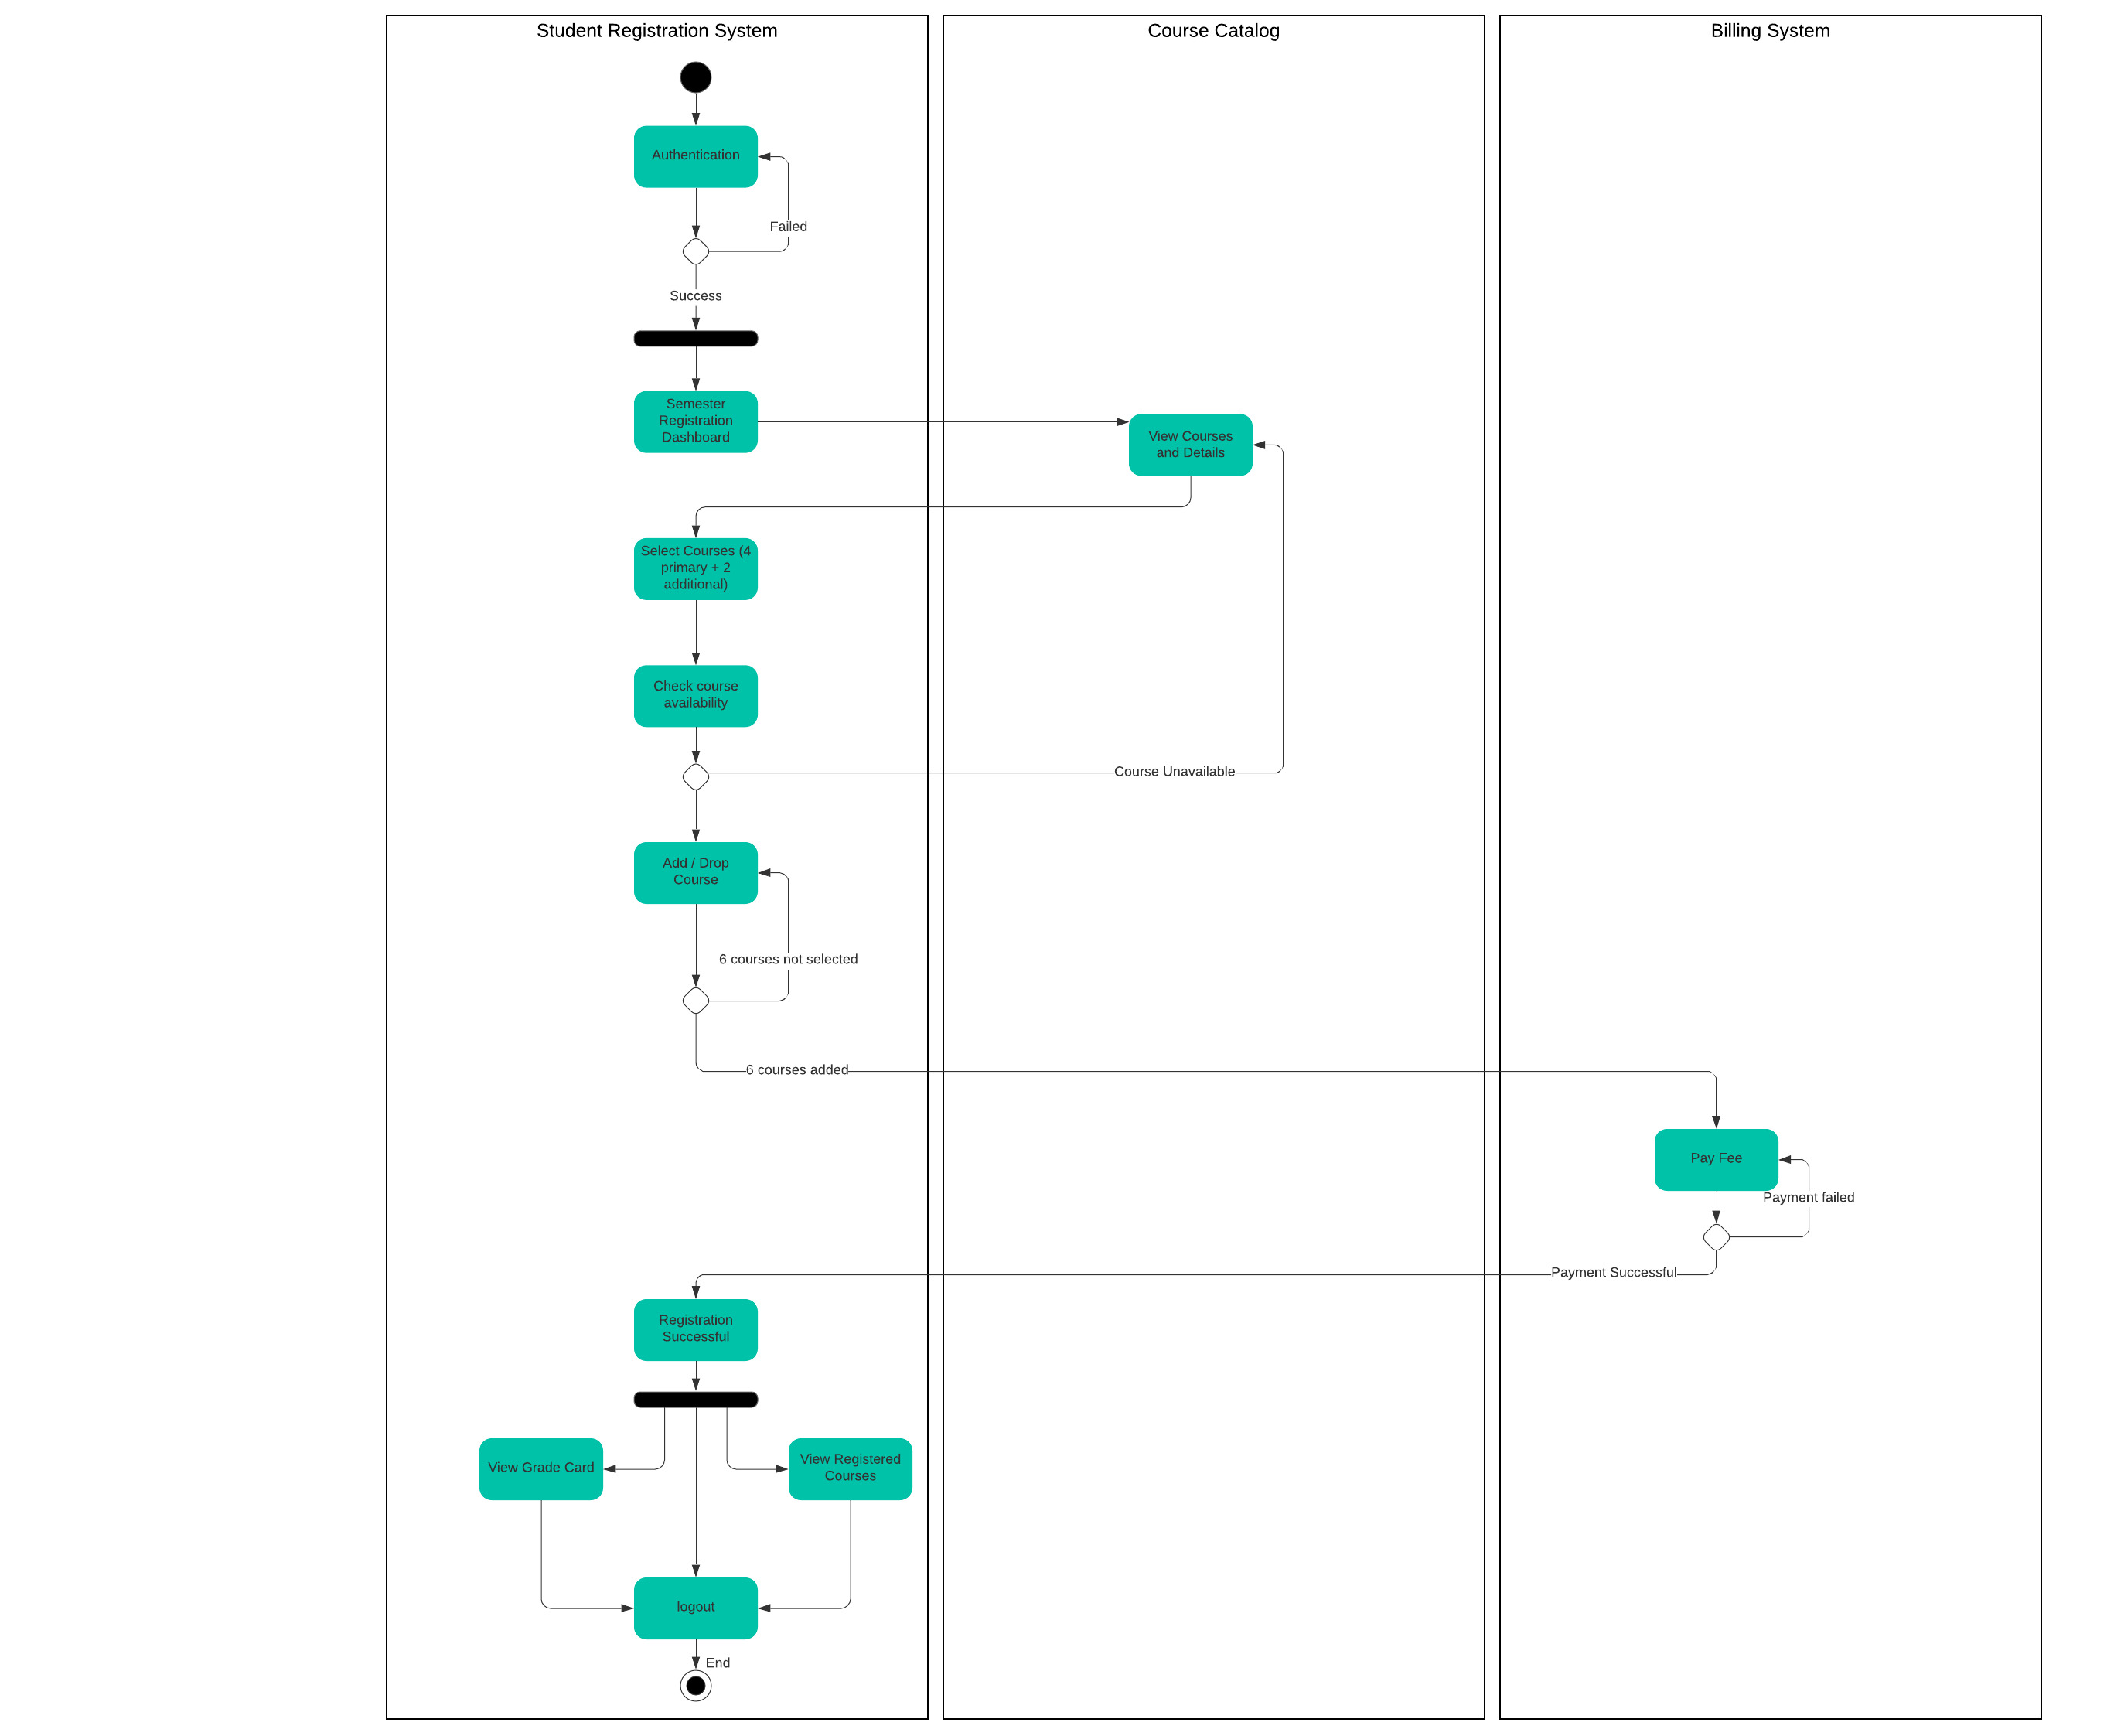 Student Registration System
Course Catalog
Billing System
Authentication
Failed
Success
Semester
Registration
Dashboard
View Courses
and Details
Select Courses (4
primary + 2
additional)
Check course
availability
Course Unavailable
Add / Drop
Course
6 courses not selected
6 courses added
Pay Fee
Payment failed
Payment Successful
Registration
Successful
View Grade Card
View Registered
Courses
logout
End